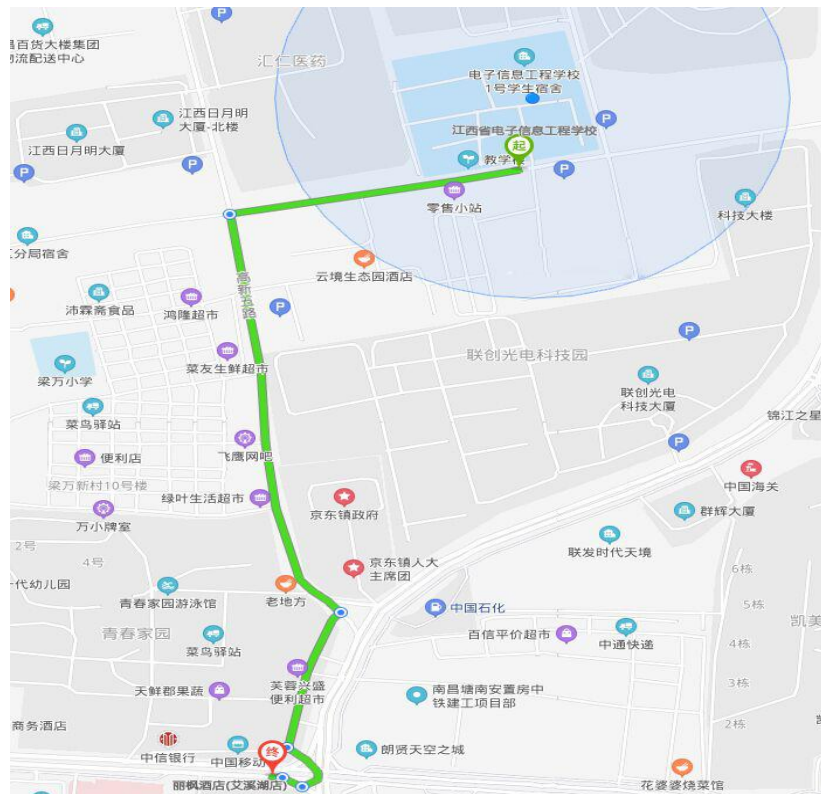 昌百货大楼集团
物流配送中心
汇仁医药
电子信息工程学校
1号学生宿舍
江西日月明
大厦-北楼
江西日月明大厦
江西省电子信息工程学校
起
教学楼
P
P
P
P
P
零售小站
科技大楼
江分局宿舍
云境生态园酒店
高新五路
沛霖斋食品
鸿隆超市
P
P
菜友生鲜超市
联创光电科技园
梁万小学
联创光电
科技大厦
菜鸟驿站
锦江之星
飞鹰网吧
P
便利店
中国海关
梁万新村10号楼
绿叶生活超市
京东镇政府
群辉大厦
万小牌室
2号
联发时代天境
4号
京东镇人大
主席团
6栋
代幼儿园
青春家园游泳馆
老地方
5栋
中国石化
凯美
青春家园
百信平价超市
中通快递
4栋
菜鸟驿站
3栋
芙蓉兴盛
便利超市
天鲜郡果蔬
南昌塘南安置房中
铁建工项目部
2栋
商务酒店
中信银行
中国移动
终
朗贤天空之城
丽枫酒店(艾溪湖店)
花婆婆烧菜馆